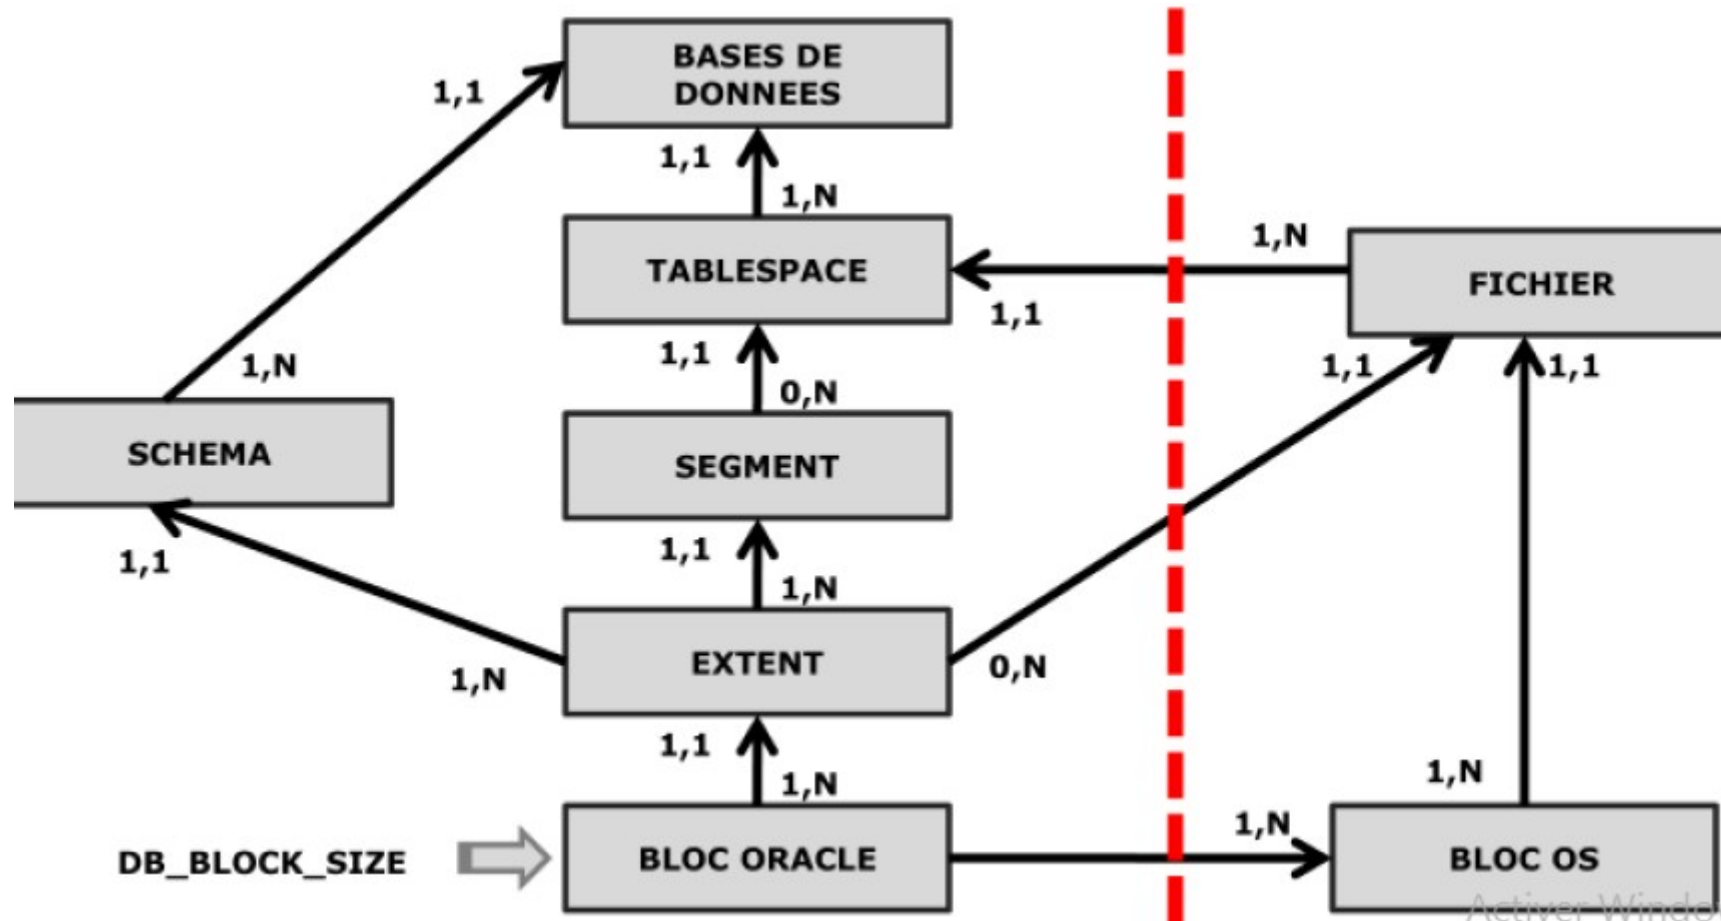 BASES DE
DONNEES
1,1
1,1
1,N
TABLESPACE
1,N
FICHIER
1,1
1,1
1,1
1,1
1,N
0,N
SCHEMA
SEGMENT
1,1
1,1
1,N
EXTENT
1,N
0,N
1,1
1,N
1,N
1,N
DB_BLOCK_SIZE
BLOC ORACLE
BLOC OS
Activer Windo